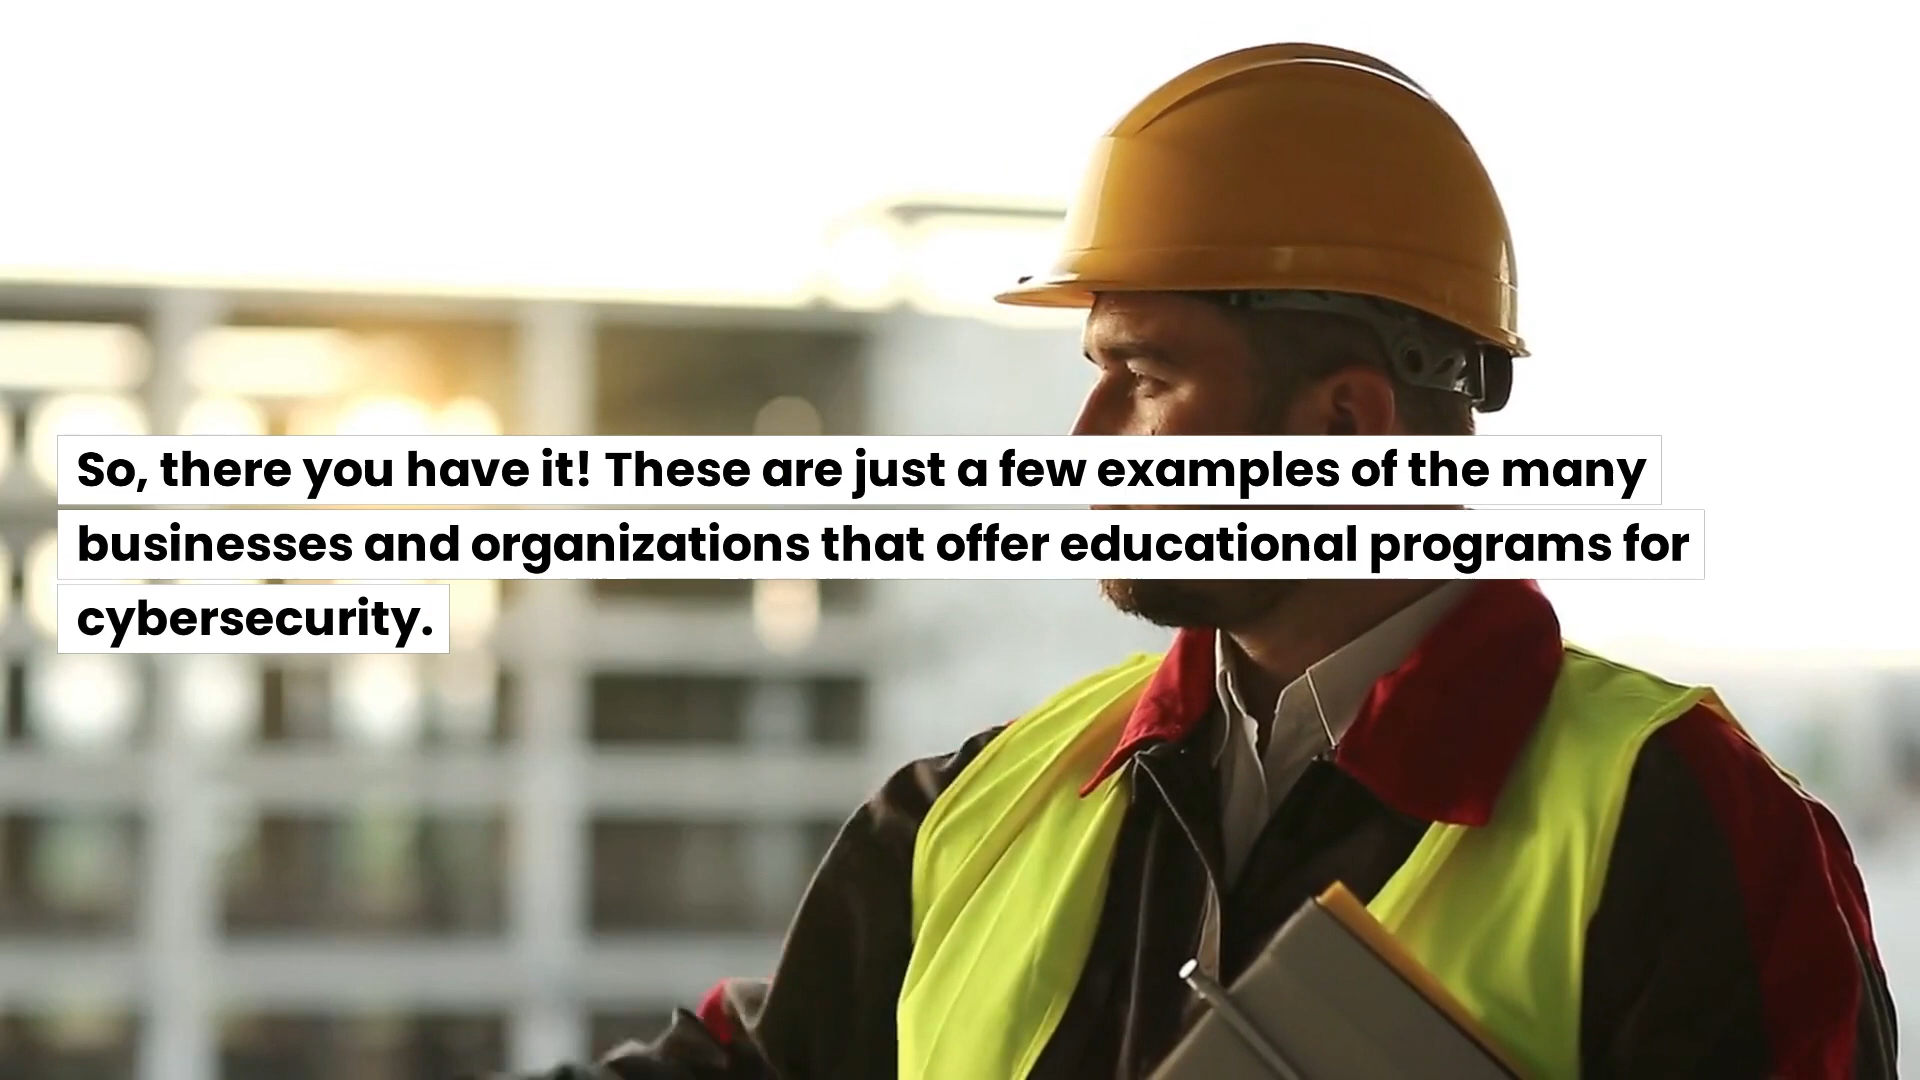 So, there you have it! These are just a few examples of the many
businesses and organizations that offer educational programs for
cybersecurity.